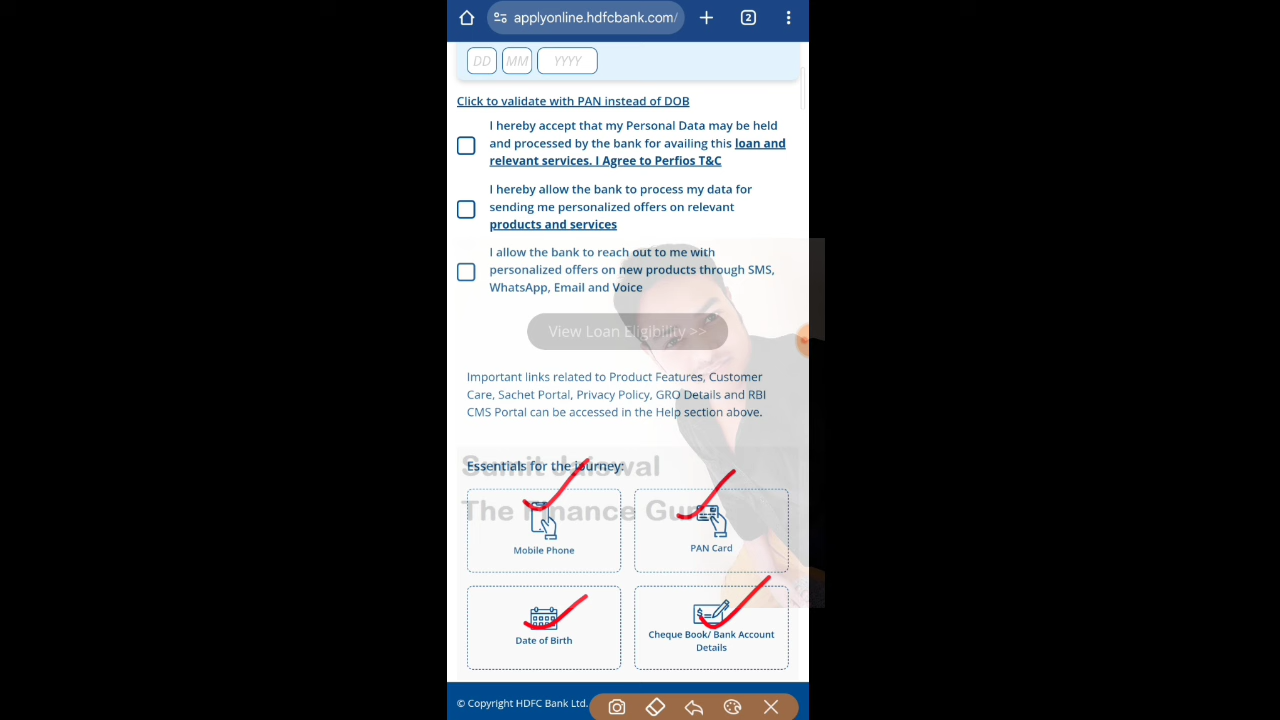 2
applyonline.hdfcbank.com/
DD MM YYYY
Click to validate with PAN instead of DOB
I hereby accept that my Personal Data may be held
and processed by the bank for availing this loan and
relevant services. I Agree to Perfios T&C
I hereby allow the bank to process my data for
sending me personalized offers on relevant
products and services
I allow the bank to reach out to me with
personalized offers on new products through SMS,
WhatsApp, Email and Voice
View Loan Eligibility >>
Important links related to Product Features, Customer
Care, Sachet Portal, Privacy Policy, GRO Details and RBI
CMS Portal can be accessed in the Help section above.
Essentials for the journey:
Sumit Jaiswal
The Finance Guru
Mobile Phone
PAN Card
Date of Birth
Cheque Book/ Bank Account
Details
© Copyright HDFC Bank Ltd.